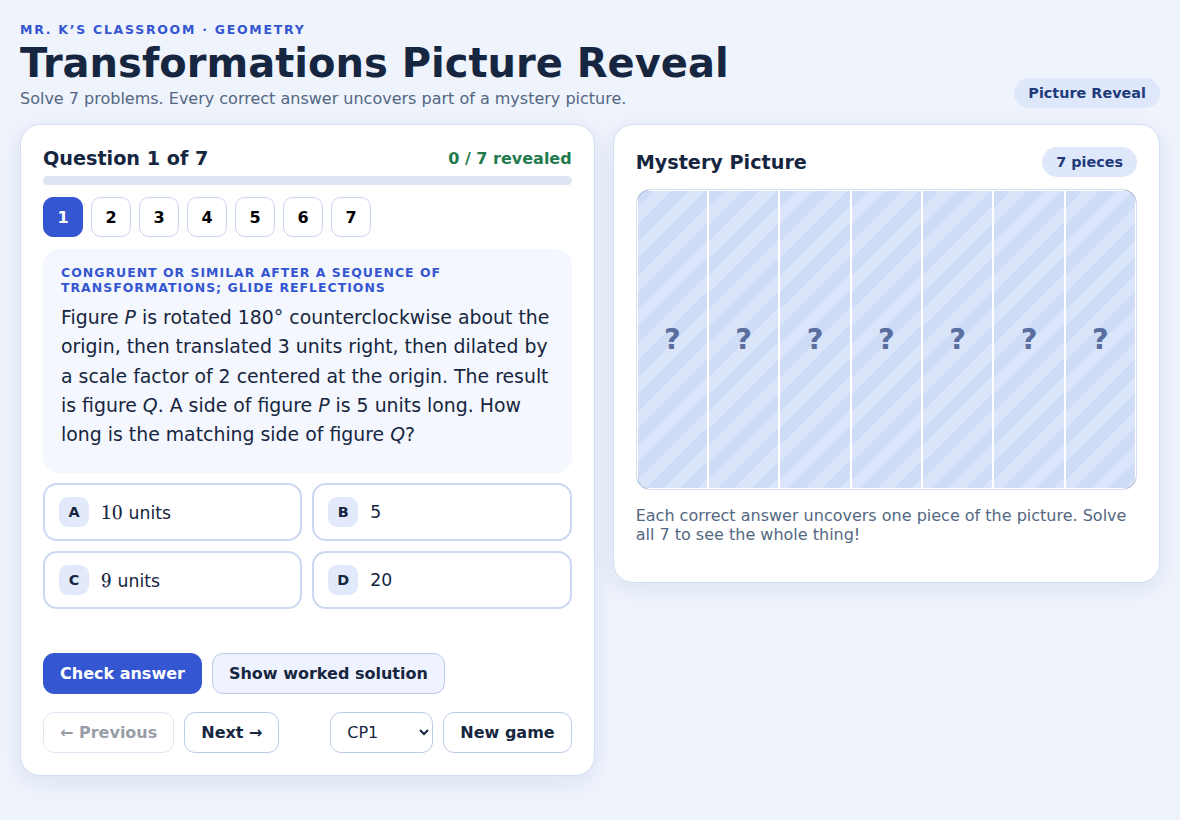 MR. K’S CLASSROOM · GEOMETRY
Transformations Picture Reveal
Solve 7 problems. Every correct answer uncovers part of a mystery picture.
Picture Reveal
Question 1 of 7
0 / 7 revealed
1 2 3 4 5 6 7
CONGRUENT OR SIMILAR AFTER A SEQUENCE OF
TRANSFORMATIONS; GLIDE REFLECTIONS
Figure P is rotated 180° counterclockwise about the
origin, then translated 3 units right, then dilated by
a scale factor of 2 centered at the origin. The result
is figure Q. A side of figure P is 5 units long. How
long is the matching side of figure Q?
A 10 units
B 5
C 9 units
D 20
Check answer
Show worked solution
← Previous
Next →
CP1
New game
Mystery Picture
7 pieces
? ? ? ? ? ? ?
Each correct answer uncovers one piece of the picture. Solve
all 7 to see the whole thing!